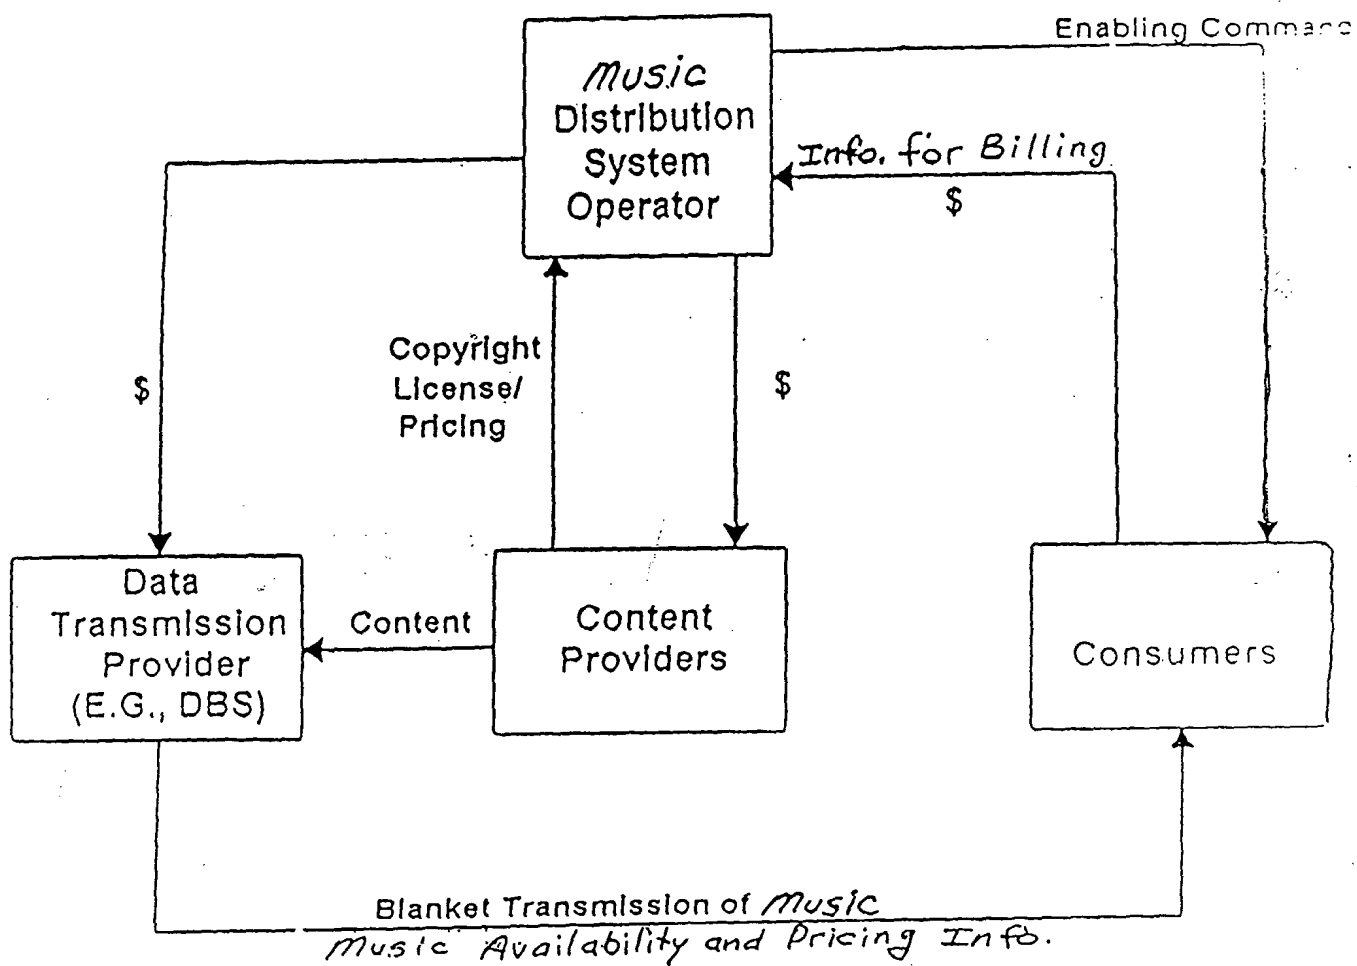 Enabling Command
Music
Distribution
System
Operator
Info. for Billing
$
Copyright
License/
Pricing
$
$
Data
Transmission
Provider
(E.G., DBS)
Content
Content
Providers
Consumers
Blanket Transmission of Music
Music Availability and Pricing Info.